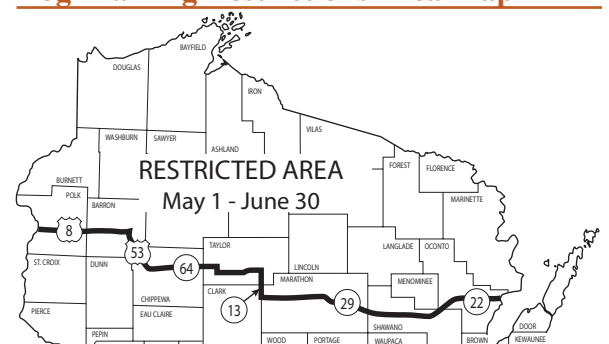 BAYFIELD
DOUGLAS
IRON
VILAS
WASHBURN
SAWYER
ASHLAND
RESTRICTED AREA
May 1 - June 30
FOREST
FLORENCE
BURNETT
POLK
BARRON
MARINETTE
8
53
TAYLOR
LANGLADE
OCONTO
ST. CROIX
DUNN
64
LINCOLN
MARATHON
MENOMINEE
CLARK
13
29
22
CHIPPEWA
EAU CLAIRE
PIERCE
SHAWANO
DOOR
PEPIN
WOOD
PORTAGE
WAUPACA
BROWN
KEWAUNEE